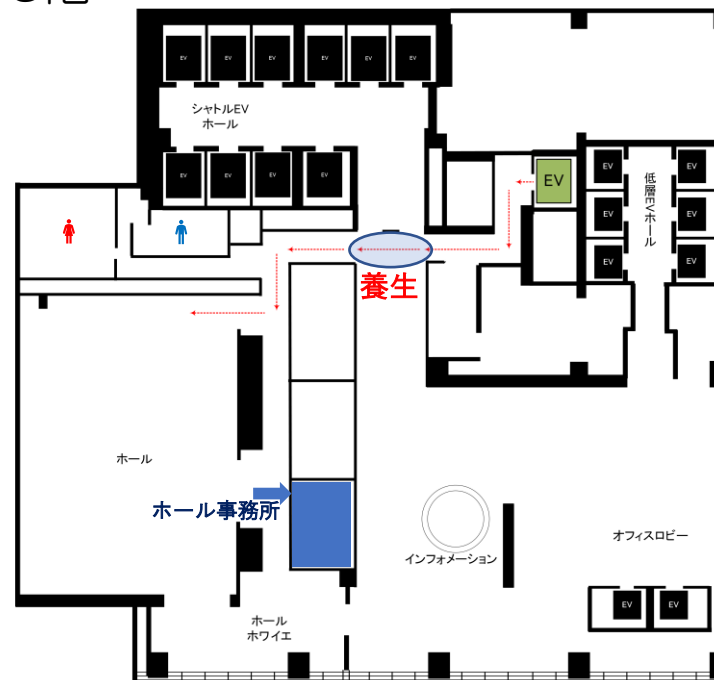 EV EV EV EV EV EV
シャトルEV
ホール
EV EV EV EV
EV
EV EV
EV EV
EV EV
低層EVホール
養生
ホール
ホール事務所
インフォメーション
オフィスロビー
EV EV
ホール
ホワイエ